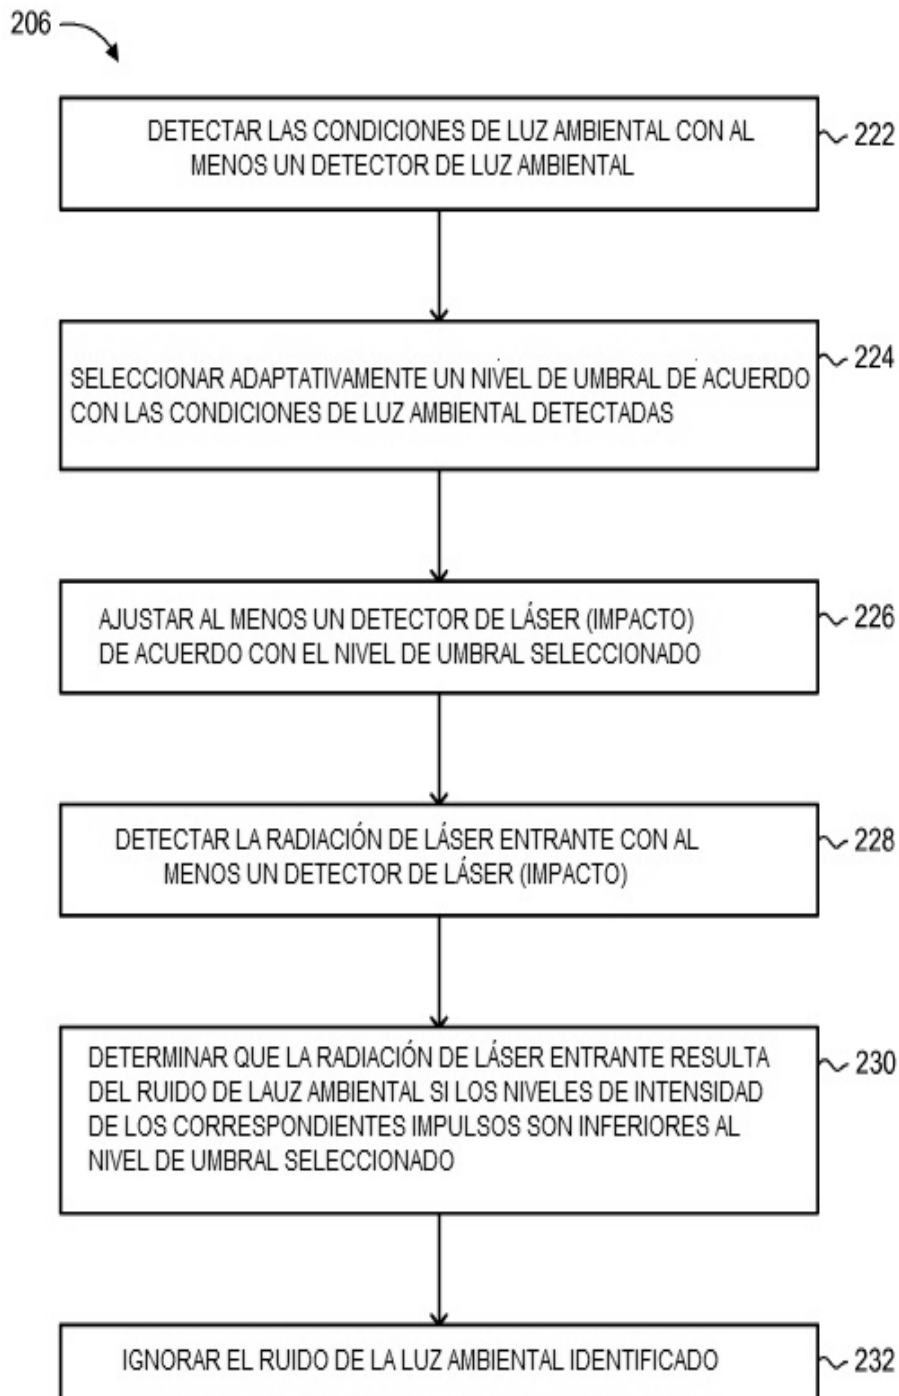 206
DETECTAR LAS CONDICIONES DE LUZ AMBIENTAL CON AL
MENOS UN DETECTOR DE LUZ AMBIENTAL
222
SELECCIONAR ADAPTATIVAMENTE UN NIVEL DE UMBRAL DE ACUERDO
CON LAS CONDICIONES DE LUZ AMBIENTAL DETECTADAS
224
AJUSTAR AL MENOS UN DETECTOR DE LÁSER (IMPACTO)
DE ACUERDO CON EL NIVEL DE UMBRAL SELECCIONADO
226
DETECTAR LA RADIACIÓN DE LÁSER ENTRANTE CON AL
MENOS UN DETECTOR DE LÁSER (IMPACTO)
228
DETERMINAR QUE LA RADIACIÓN DE LÁSER ENTRANTE RESULTA
DEL RUIDO DE LAUZ AMBIENTAL SI LOS NIVELES DE INTENSIDAD
DE LOS CORRESPONDIENTES IMPULSOS SON INFERIORES AL
NIVEL DE UMBRAL SELECCIONADO
230
IGNORAR EL RUIDO DE LA LUZ AMBIENTAL IDENTIFICADO
232